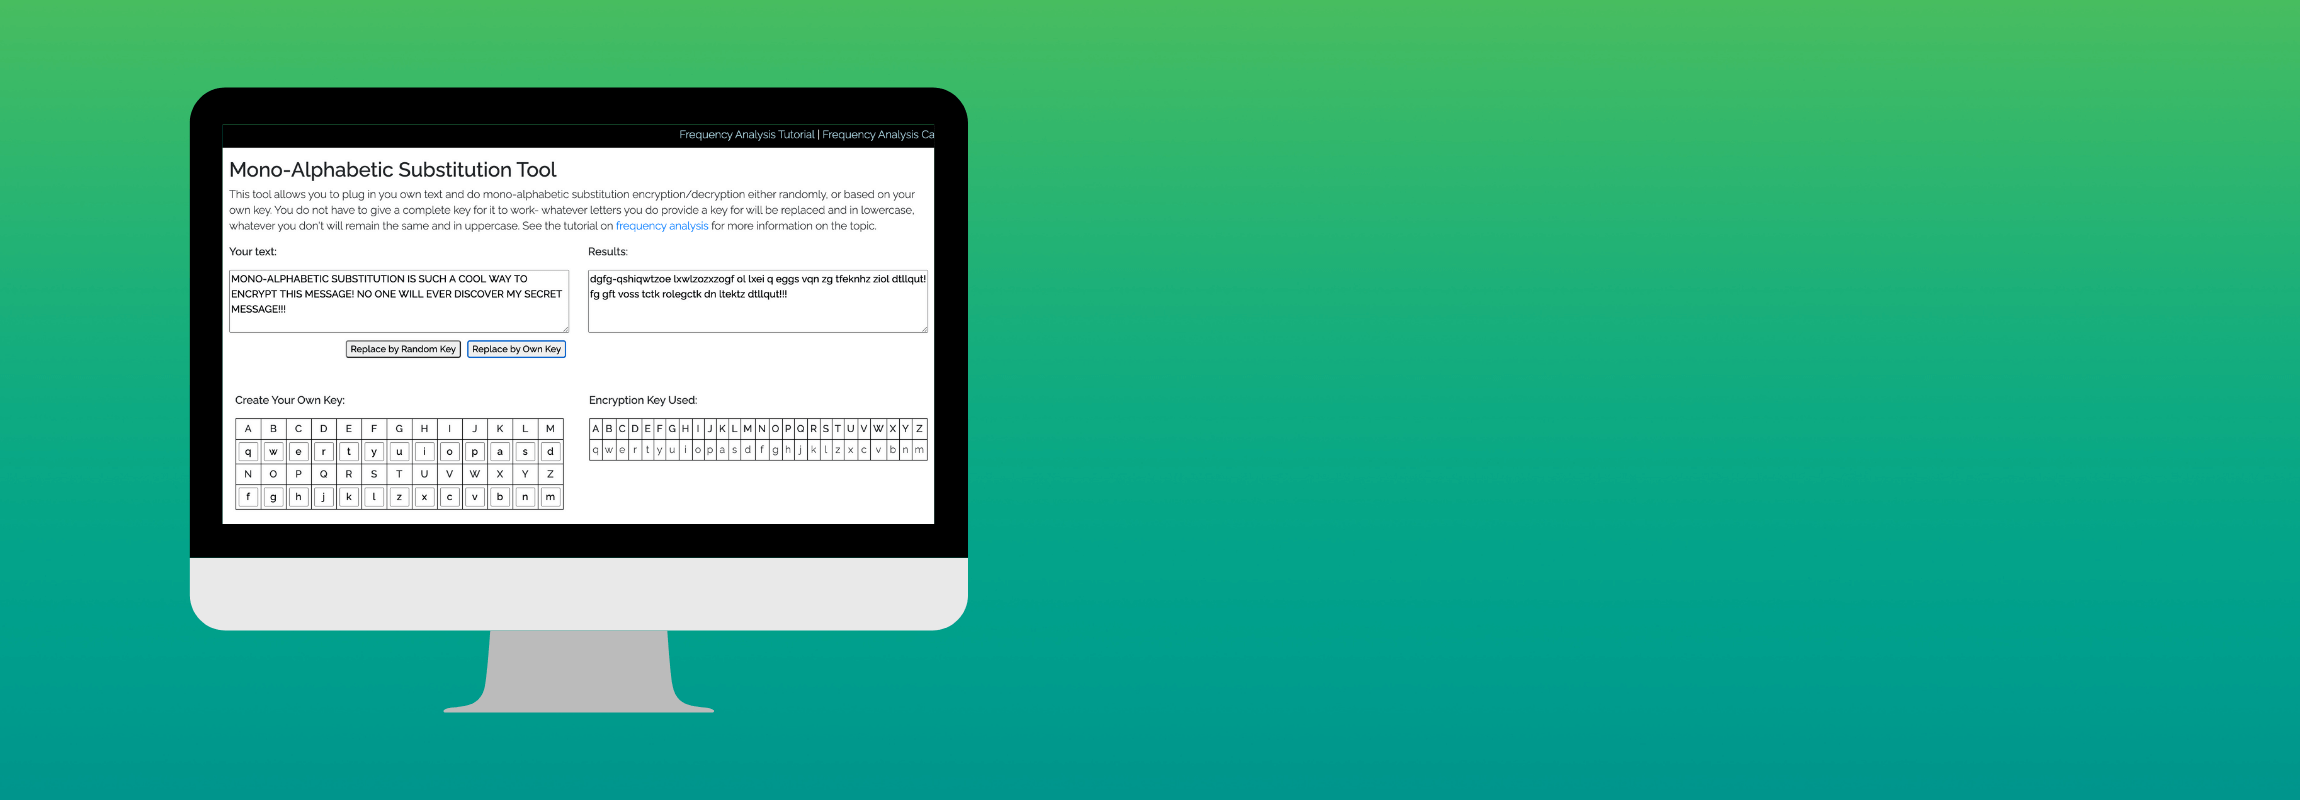 Frequency Analysis Tutorial | Frequency Analysis Ca
Mono-Alphabetic Substitution Tool
This tool allows you to plug in you own text and do mono-alphabetic substitution encryption/decryption either randomly, or based on your
own key. You do not have to give a complete key for it to work- whatever letters you do provide a key for will be replaced and in lowercase,
whatever you don't will remain the same and in uppercase. See the tutorial on frequency analysis for more information on the topic.
Your text:
MONO-ALPHABETIC SUBSTITUTION IS SUCH A COOL WAY TO
ENCRYPT THIS MESSAGE! NO ONE WILL EVER DISCOVER MY SECRET
MESSAGE!!!
Replace by Random Key Replace by Own Key
Results:
dgfg-qshiqwtzoe lxwlzozxzogf ol lxei q eggs vqn zg tfeknhz ziol dtllqut!
fg gft voss tctk rolegctk dn ltektz dtllqut!!!
Create Your Own Key:
A B C D E F G H I J K L M
q w e r t y u i o p a s d
N O P Q R S T U V W X Y Z
f g h j k l z x c v b n m
Encryption Key Used:
A B C D E F G H I J K L M N O P Q R S T U V W X Y Z
q w e r t y u i o p a s d f g h j k l z x c v b n m